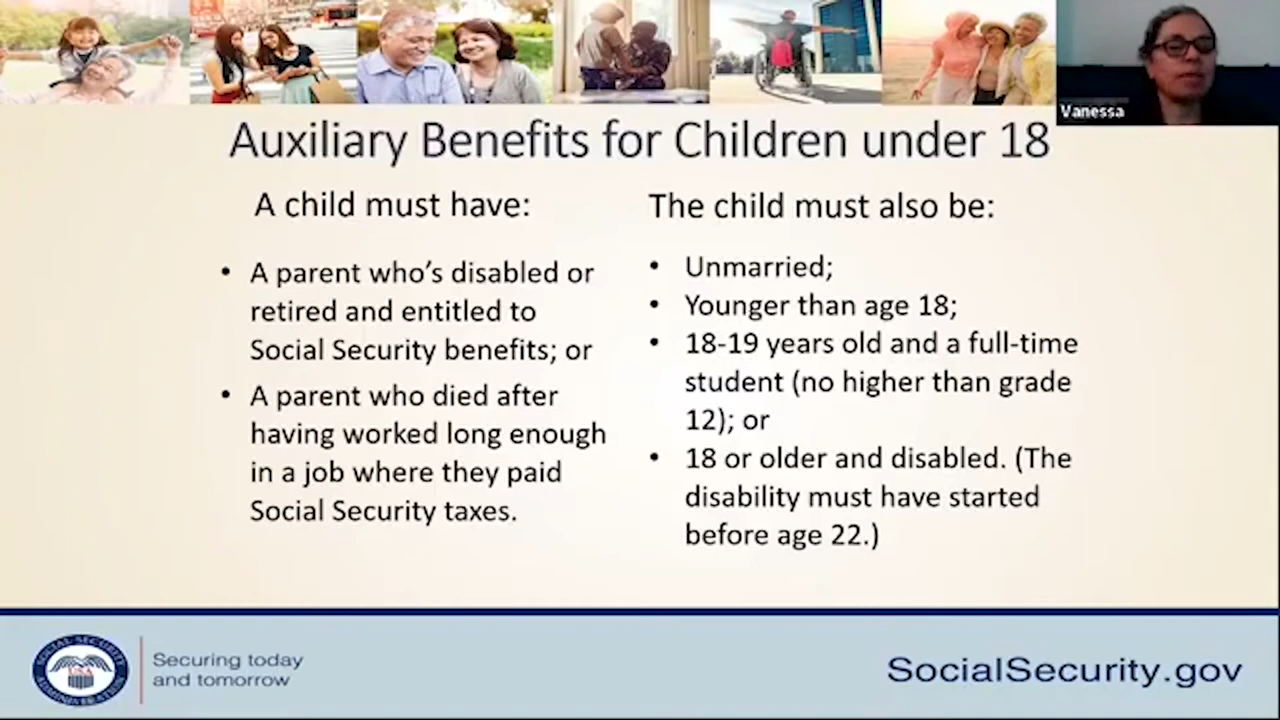 Vanessa
Auxiliary Benefits for Children under 18
A child must have:
• A parent who’s disabled or
retired and entitled to
Social Security benefits; or
• A parent who died after
having worked long enough
in a job where they paid
Social Security taxes.
The child must also be:
• Unmarried;
• Younger than age 18;
• 18-19 years old and a full-time
student (no higher than grade
12); or
• 18 or older and disabled. (The
disability must have started
before age 22.)
SOCIAL SECURITY
USA
ADMINISTRATION
Securing today
and tomorrow
SocialSecurity.gov